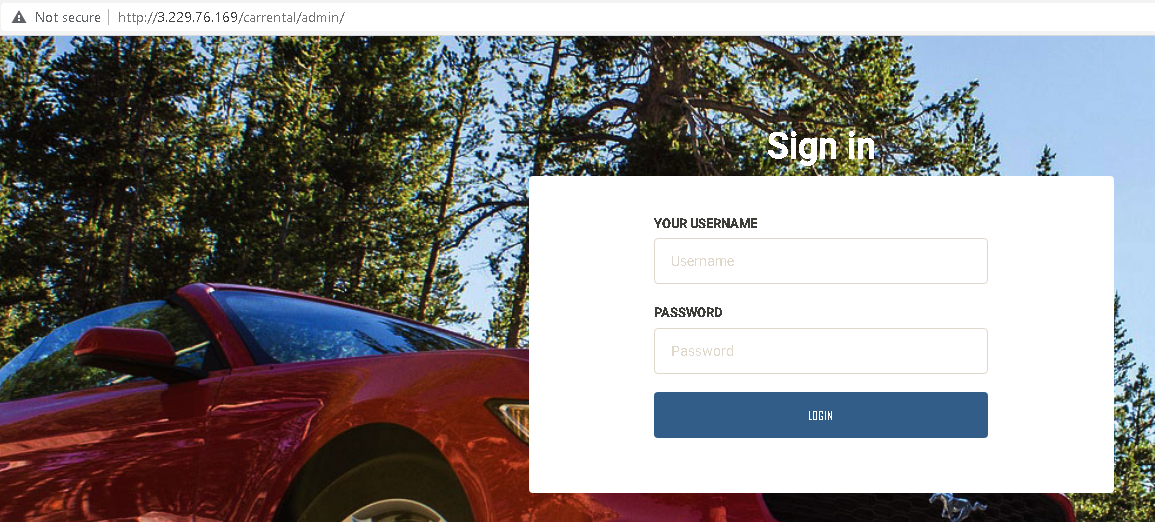 Not secure http://3.229.76.169/carrental/admin/
Sign in
YOUR USERNAME
Username
PASSWORD
Password
LOGIN